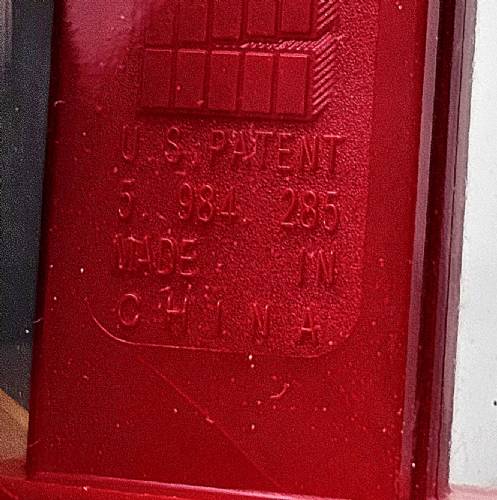 U.S. PATENT
5. 984. 285
MADE IN
CHINA